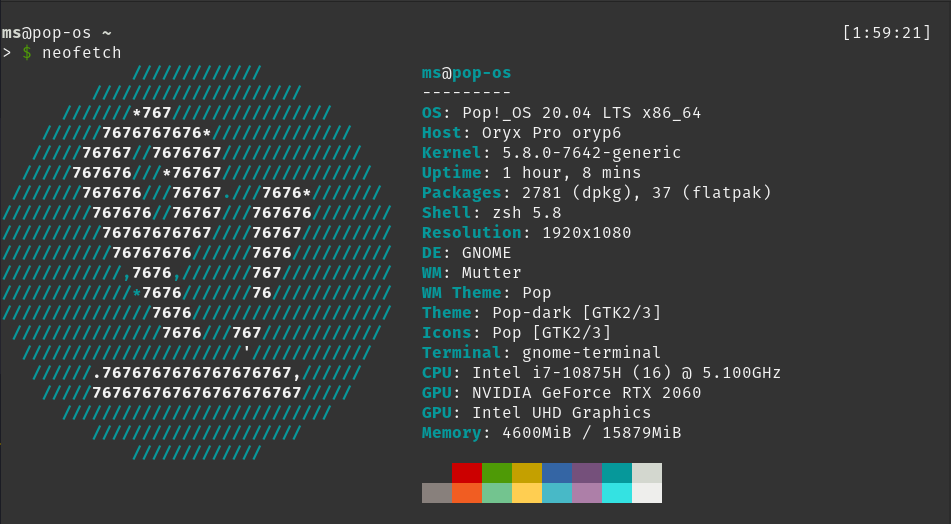 ms@pop-os ~ [1:59:21]
> $ neofetch
/////////////
/////////////////////
///////*767////////////////
//////7676767676*//////////////
/////76767//7676767//////////////
/////767676///*76767///////////////
///////767676///76767.///7676*///////
/////////767676//76767///767676////////
//////////76767676767////76767/////////
///////////76767676//////7676//////////
////////////,7676,///////767///////////
/////////////*7676///////76////////////
///////////////7676////////////////////
///////////////7676///767////////////
//////////////////////'////////////
//////.7676767676767676767,//////
/////767676767676767676767/////
///////////////////////////
/////////////////////
/////////////
ms@pop-os
---------
OS: Pop!_OS 20.04 LTS x86_64
Host: Oryx Pro oryp6
Kernel: 5.8.0-7642-generic
Uptime: 1 hour, 8 mins
Packages: 2781 (dpkg), 37 (flatpak)
Shell: zsh 5.8
Resolution: 1920x1080
DE: GNOME
WM: Mutter
WM Theme: Pop
Theme: Pop-dark [GTK2/3]
Icons: Pop [GTK2/3]
Terminal: gnome-terminal
CPU: Intel i7-10875H (16) @ 5.100GHz
GPU: NVIDIA GeForce RTX 2060
GPU: Intel UHD Graphics
Memory: 4600MiB / 15879MiB